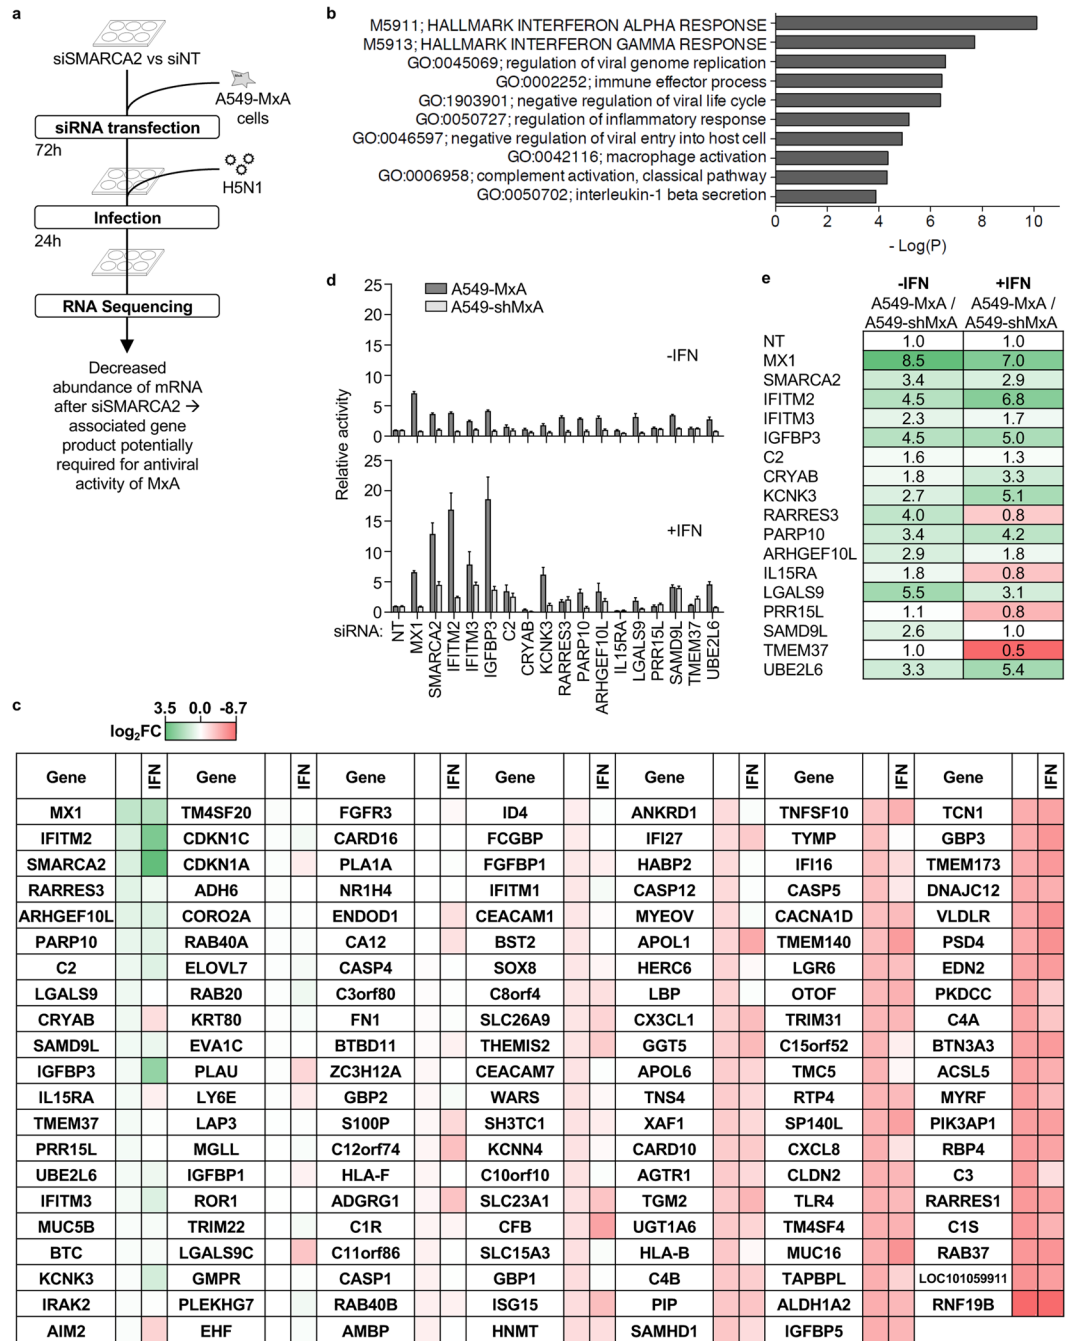 a
siSMARCA2 vs siNT
A549-MxA
cells
siRNA transfection
72h
H5N1
Infection
24h
RNA Sequencing
Decreased
abundance of mRNA
after siSMARCA2 →
associated gene
product potentially
required for antiviral
activity of MxA
b
M5911; HALLMARK INTERFERON ALPHA RESPONSE
M5913; HALLMARK INTERFERON GAMMA RESPONSE
GO:0045069; regulation of viral genome replication
GO:0002252; immune effector process
GO:1903901; negative regulation of viral life cycle
GO:0050727; regulation of inflammatory response
GO:0046597; negative regulation of viral entry into host cell
GO:0042116; macrophage activation
GO:0006958; complement activation, classical pathway
GO:0050702; interleukin-1 beta secretion
0 2 4 6 8 10
- Log(P)
d
A549-MxA
A549-shMxA
25
20
15
10
5
0
-IFN
Relative activity
25
20
15
10
5
0
+IFN
siRNA: NT MX1 SMARCA2 IFITM2 IFITM3 IGFBP3 C2 CRYAB KCNK3 RARRES3 PARP10 ARHGEF10L IL15RA LGALS9 PRR15L SAMD9L TMEM37 UBE2L6
e
-IFN +IFN
A549-MxA / A549-MxA /
A549-shMxA A549-shMxA
NT 1.0 1.0
MX1 8.5 7.0
SMARCA2 3.4 2.9
IFITM2 4.5 6.8
IFITM3 2.3 1.7
IGFBP3 4.5 5.0
C2 1.6 1.3
CRYAB 1.8 3.3
KCNK3 2.7 5.1
RARRES3 4.0 0.8
PARP10 3.4 4.2
ARHGEF10L 2.9 1.8
IL15RA 1.8 0.8
LGALS9 5.5 3.1
PRR15L 1.1 0.8
SAMD9L 2.6 1.0
TMEM37 1.0 0.5
UBE2L6 3.3 5.4
c
3.5 0.0 -8.7
log2FC
Gene IFN Gene IFN Gene IFN Gene IFN Gene IFN Gene IFN Gene IFN
MX1 TM4SF20 FGFR3 ID4 ANKRD1 TNFSF10 TCN1
IFITM2 CDKN1C CARD16 FCGBP IFI27 TYMP GBP3
SMARCA2 CDKN1A PLA1A FGFBP1 HABP2 IFI16 TMEM173
RARRES3 ADH6 NR1H4 IFITM1 CASP12 CASP5 DNAJC12
ARHGEF10L CORO2A ENDOD1 CEACAM1 MYEOV CACNA1D VLDLR
PARP10 RAB40A CA12 BST2 APOL1 TMEM140 PSD4
C2 ELOVL7 CASP4 SOX8 HERC6 LGR6 EDN2
LGALS9 RAB20 C3orf80 C8orf4 LBP OTOF PKDCC
CRYAB KRT80 FN1 SLC26A9 CX3CL1 TRIM31 C4A
SAMD9L EVA1C BTBD11 THEMIS2 GGT5 C15orf52 BTN3A3
IGFBP3 PLAU ZC3H12A CEACAM7 APOL6 TMC5 ACSL5
IL15RA LY6E GBP2 WARS TNS4 RTP4 MYRF
TMEM37 LAP3 S100P SH3TC1 XAF1 SP140L PIK3AP1
PRR15L MGLL C12orf74 KCNN4 CARD10 CXCL8 RBP4
UBE2L6 IGFBP1 HLA-F C10orf10 AGTR1 CLDN2 C3
IFITM3 ROR1 ADGRG1 SLC23A1 TGM2 TLR4 RARRES1
MUC5B TRIM22 C1R CFB UGT1A6 TM4SF4 C1S
BTC LGALS9C C11orf86 SLC15A3 HLA-B MUC16 RAB37
KCNK3 GMPR CASP1 GBP1 C4B TAPBPL LOC101059911
IRAK2 PLEKHG7 RAB40B ISG15 PIP ALDH1A2 RNF19B
AIM2 EHF AMBP HNMT SAMHD1 IGFBP5